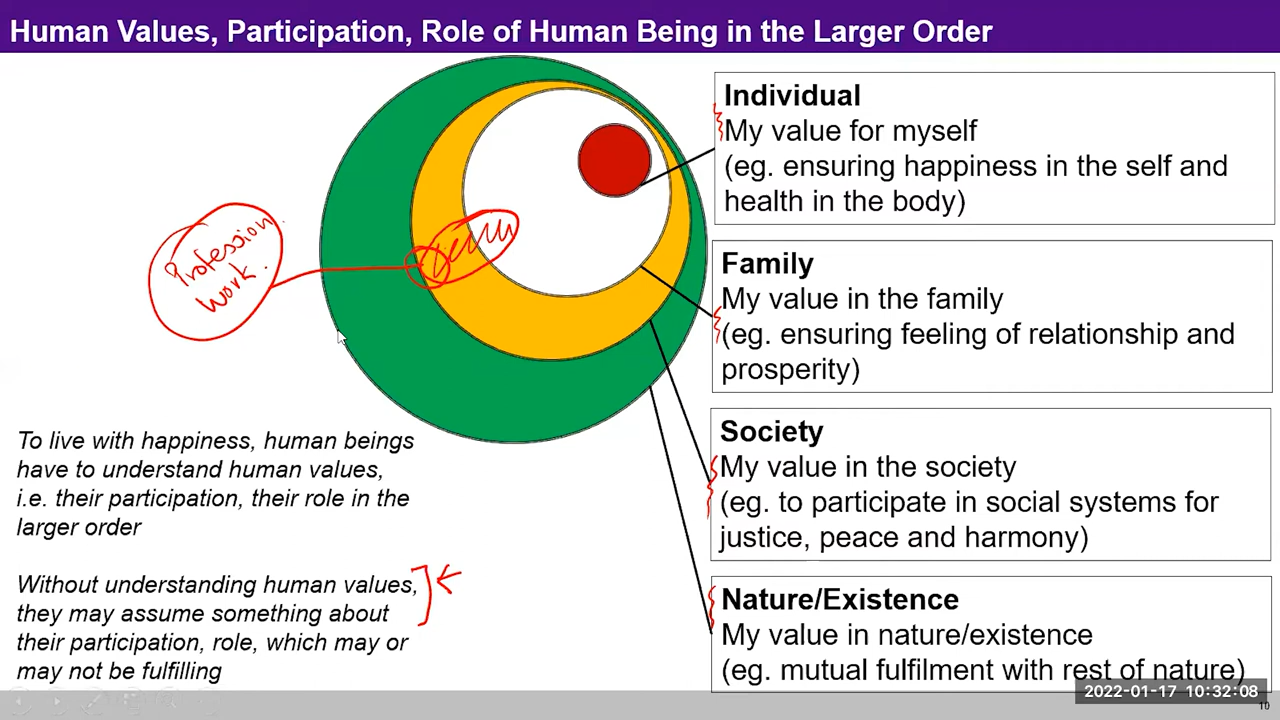 Human Values, Participation, Role of Human Being in the Larger Order
Individual
My value for myself
(eg. ensuring happiness in the self and
health in the body)
Family
My value in the family
(eg. ensuring feeling of relationship and
prosperity)
Society
My value in the society
(eg. to participate in social systems for
justice, peace and harmony)
Nature/Existence
My value in nature/existence
(eg. mutual fulfilment with rest of nature)
Profession
Work.
To live with happiness, human beings
have to understand human values,
i.e. their participation, their role in the
larger order
Without understanding human values,
they may assume something about
their participation, role, which may or
may not be fulfilling
2022-01-17 10:32:08
10